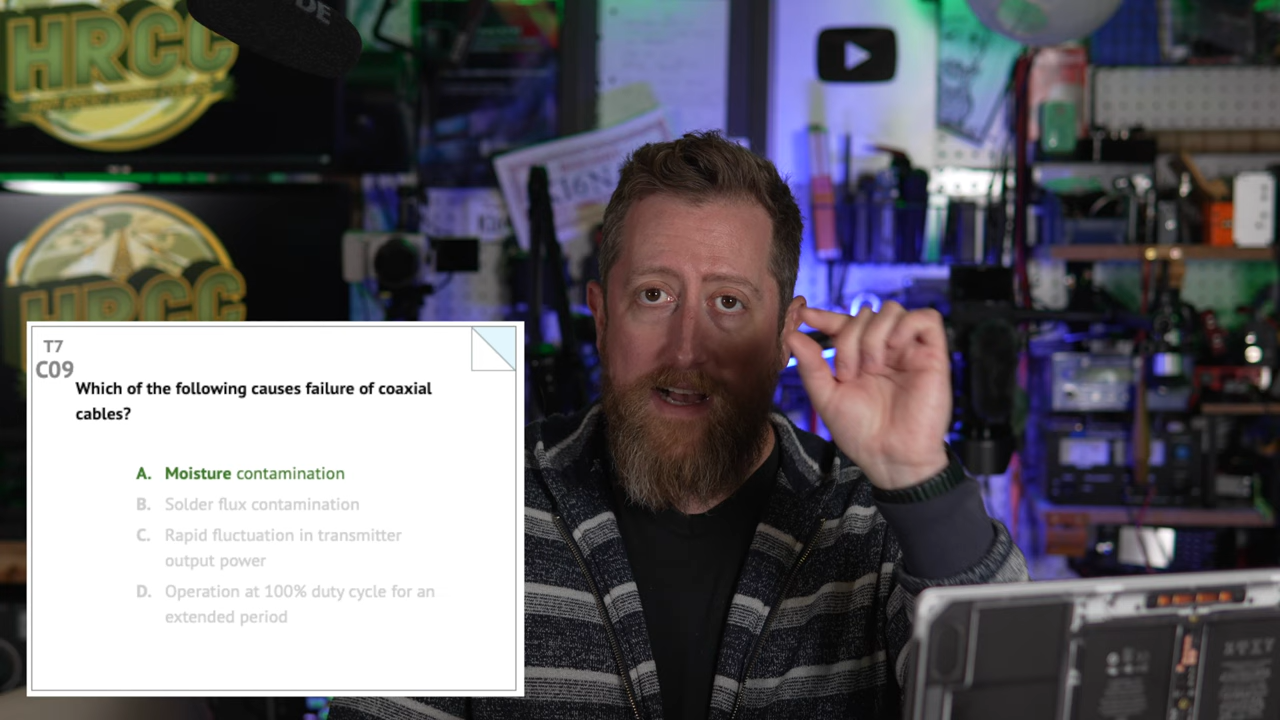 HRCC
DE
HRCC
T7
C09
Which of the following causes failure of coaxial
cables?
A. Moisture contamination
B. Solder flux contamination
C. Rapid fluctuation in transmitter
output power
D. Operation at 100% duty cycle for an
extended period